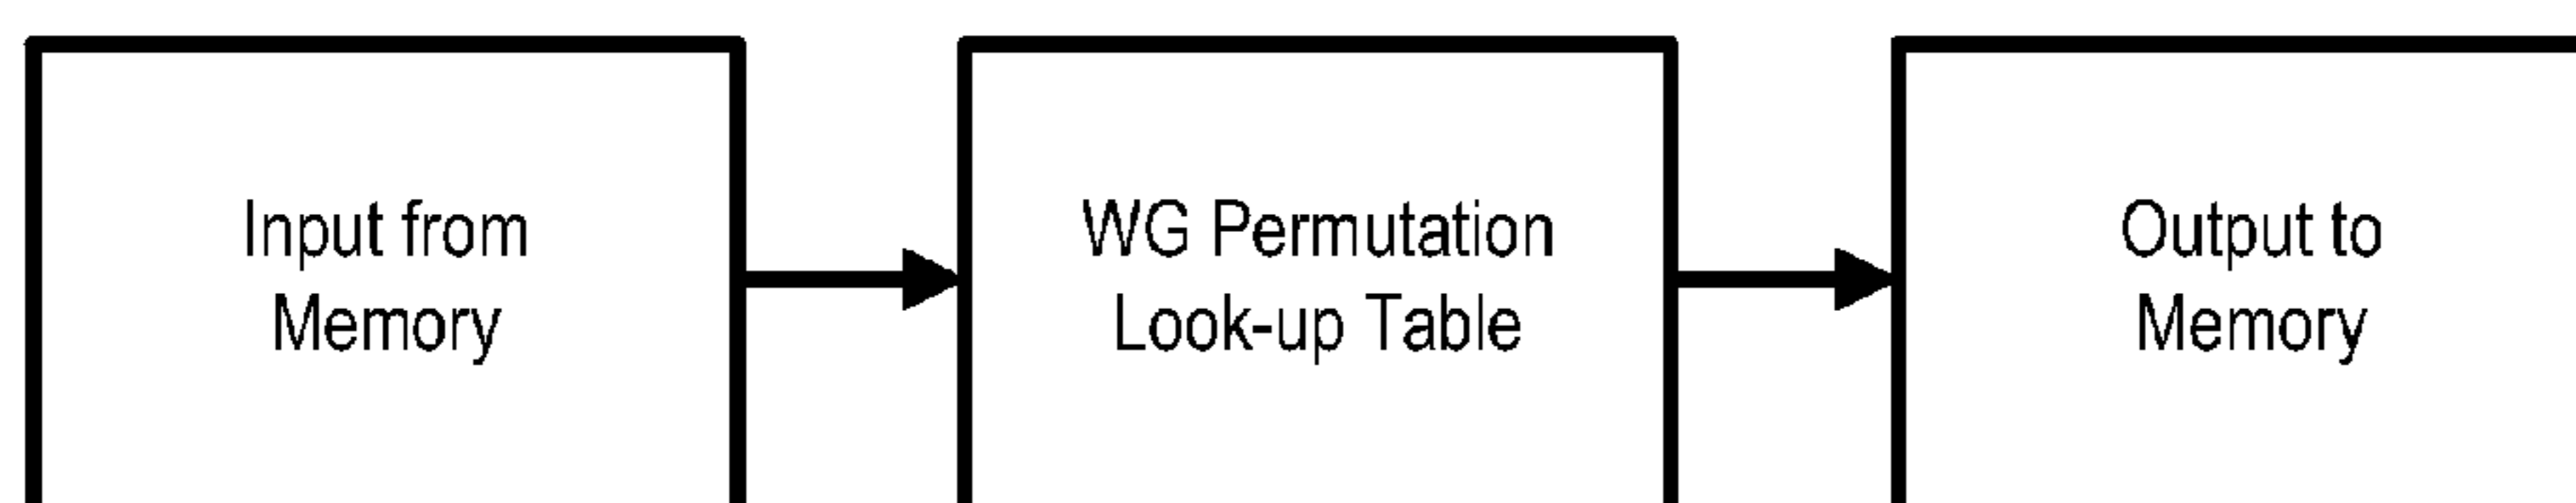 Input from
Memory
WG Permutation
Look-up Table
Output to
Memory